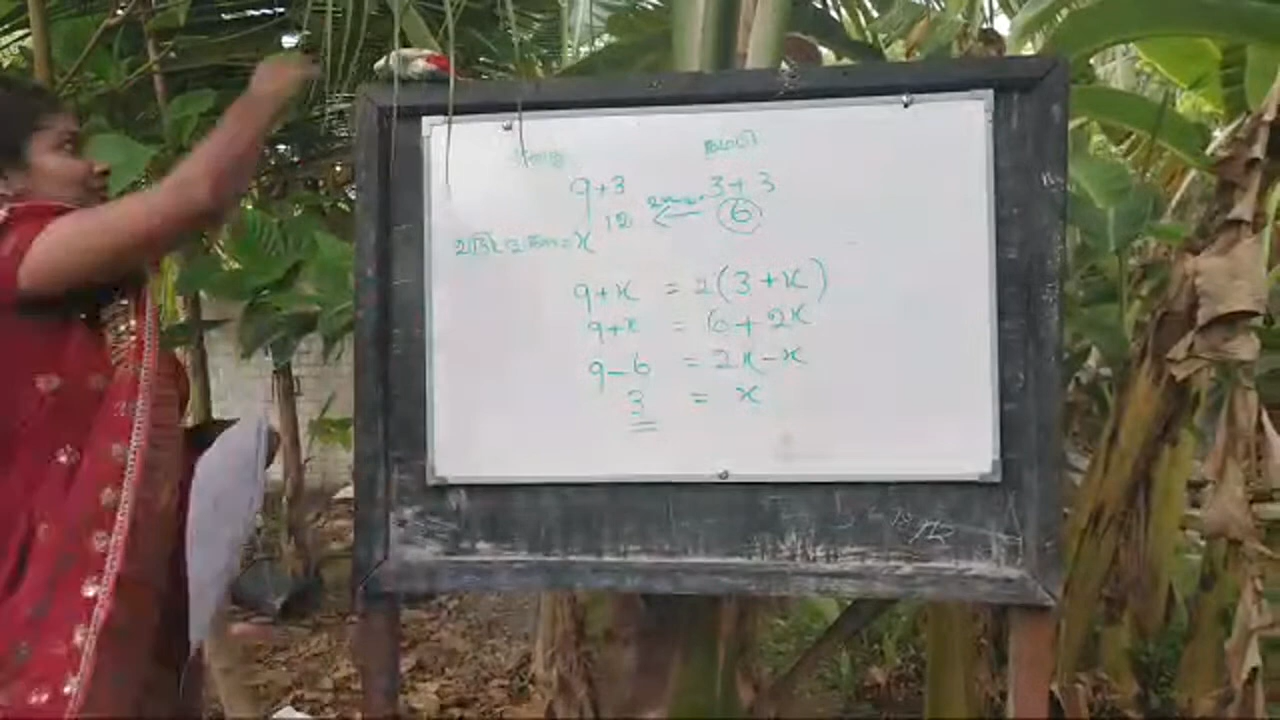 9+3 3+3
12 ← 6
= x
9+x = 2(3+x)
9+x = 6+2x
9-6 = 2x-x
3 = x